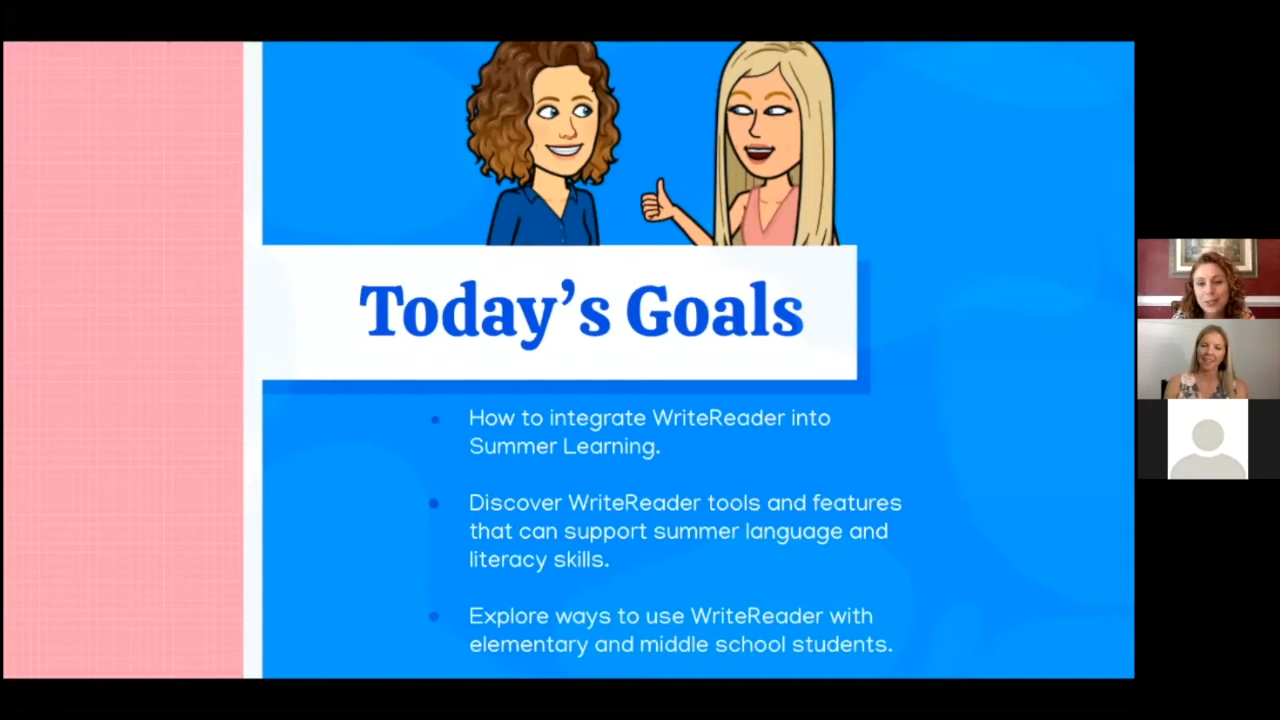 Today’s Goals
How to integrate WriteReader into
Summer Learning.
Discover WriteReader tools and features
that can support summer language and
literacy skills.
Explore ways to use WriteReader with
elementary and middle school students.